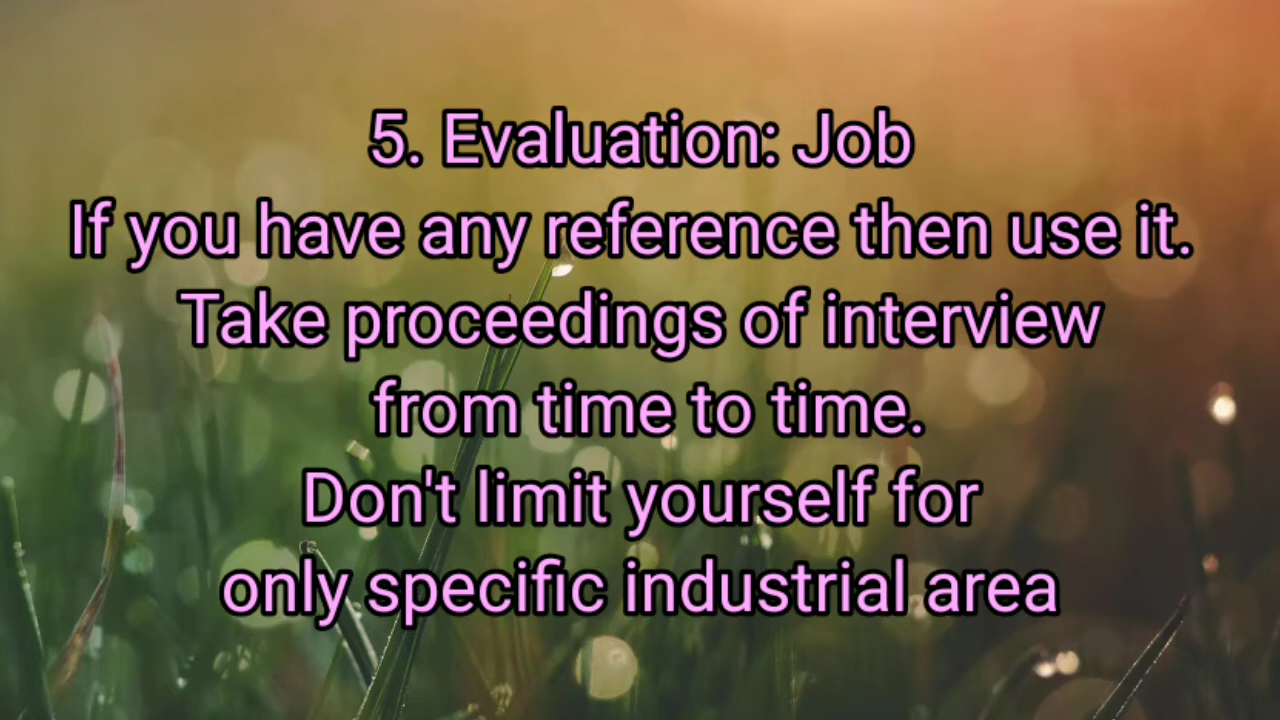 5. Evaluation: Job
If you have any reference then use it.
Take proceedings of interview
from time to time.
Don't limit yourself for
only specific industrial area